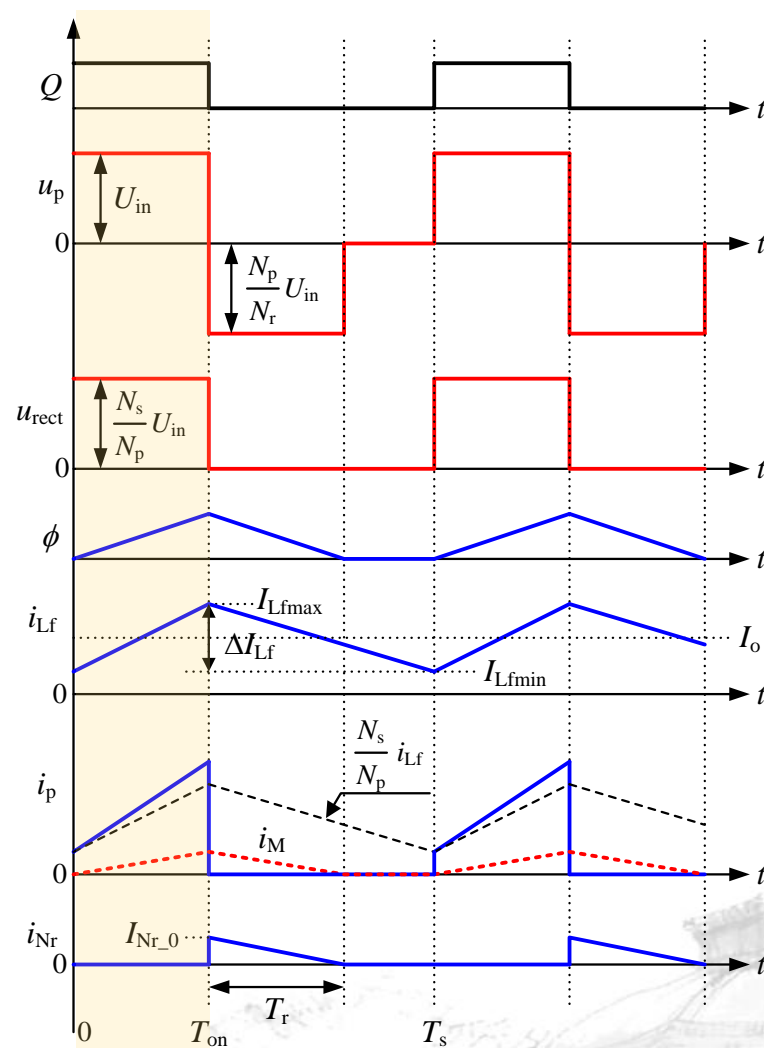 Q
t
u_p
U_in
0
t
N_p/N_r U_in
u_rect
N_s/N_p U_in
0
t
ϕ
t
i_Lf
I_Lfmax
ΔI_Lf
I_o
I_Lfmin
0
t
N_s/N_p i_Lf
i_p
i_M
0
t
i_Nr
I_Nr_0
0
t
T_r
0 T_on T_s